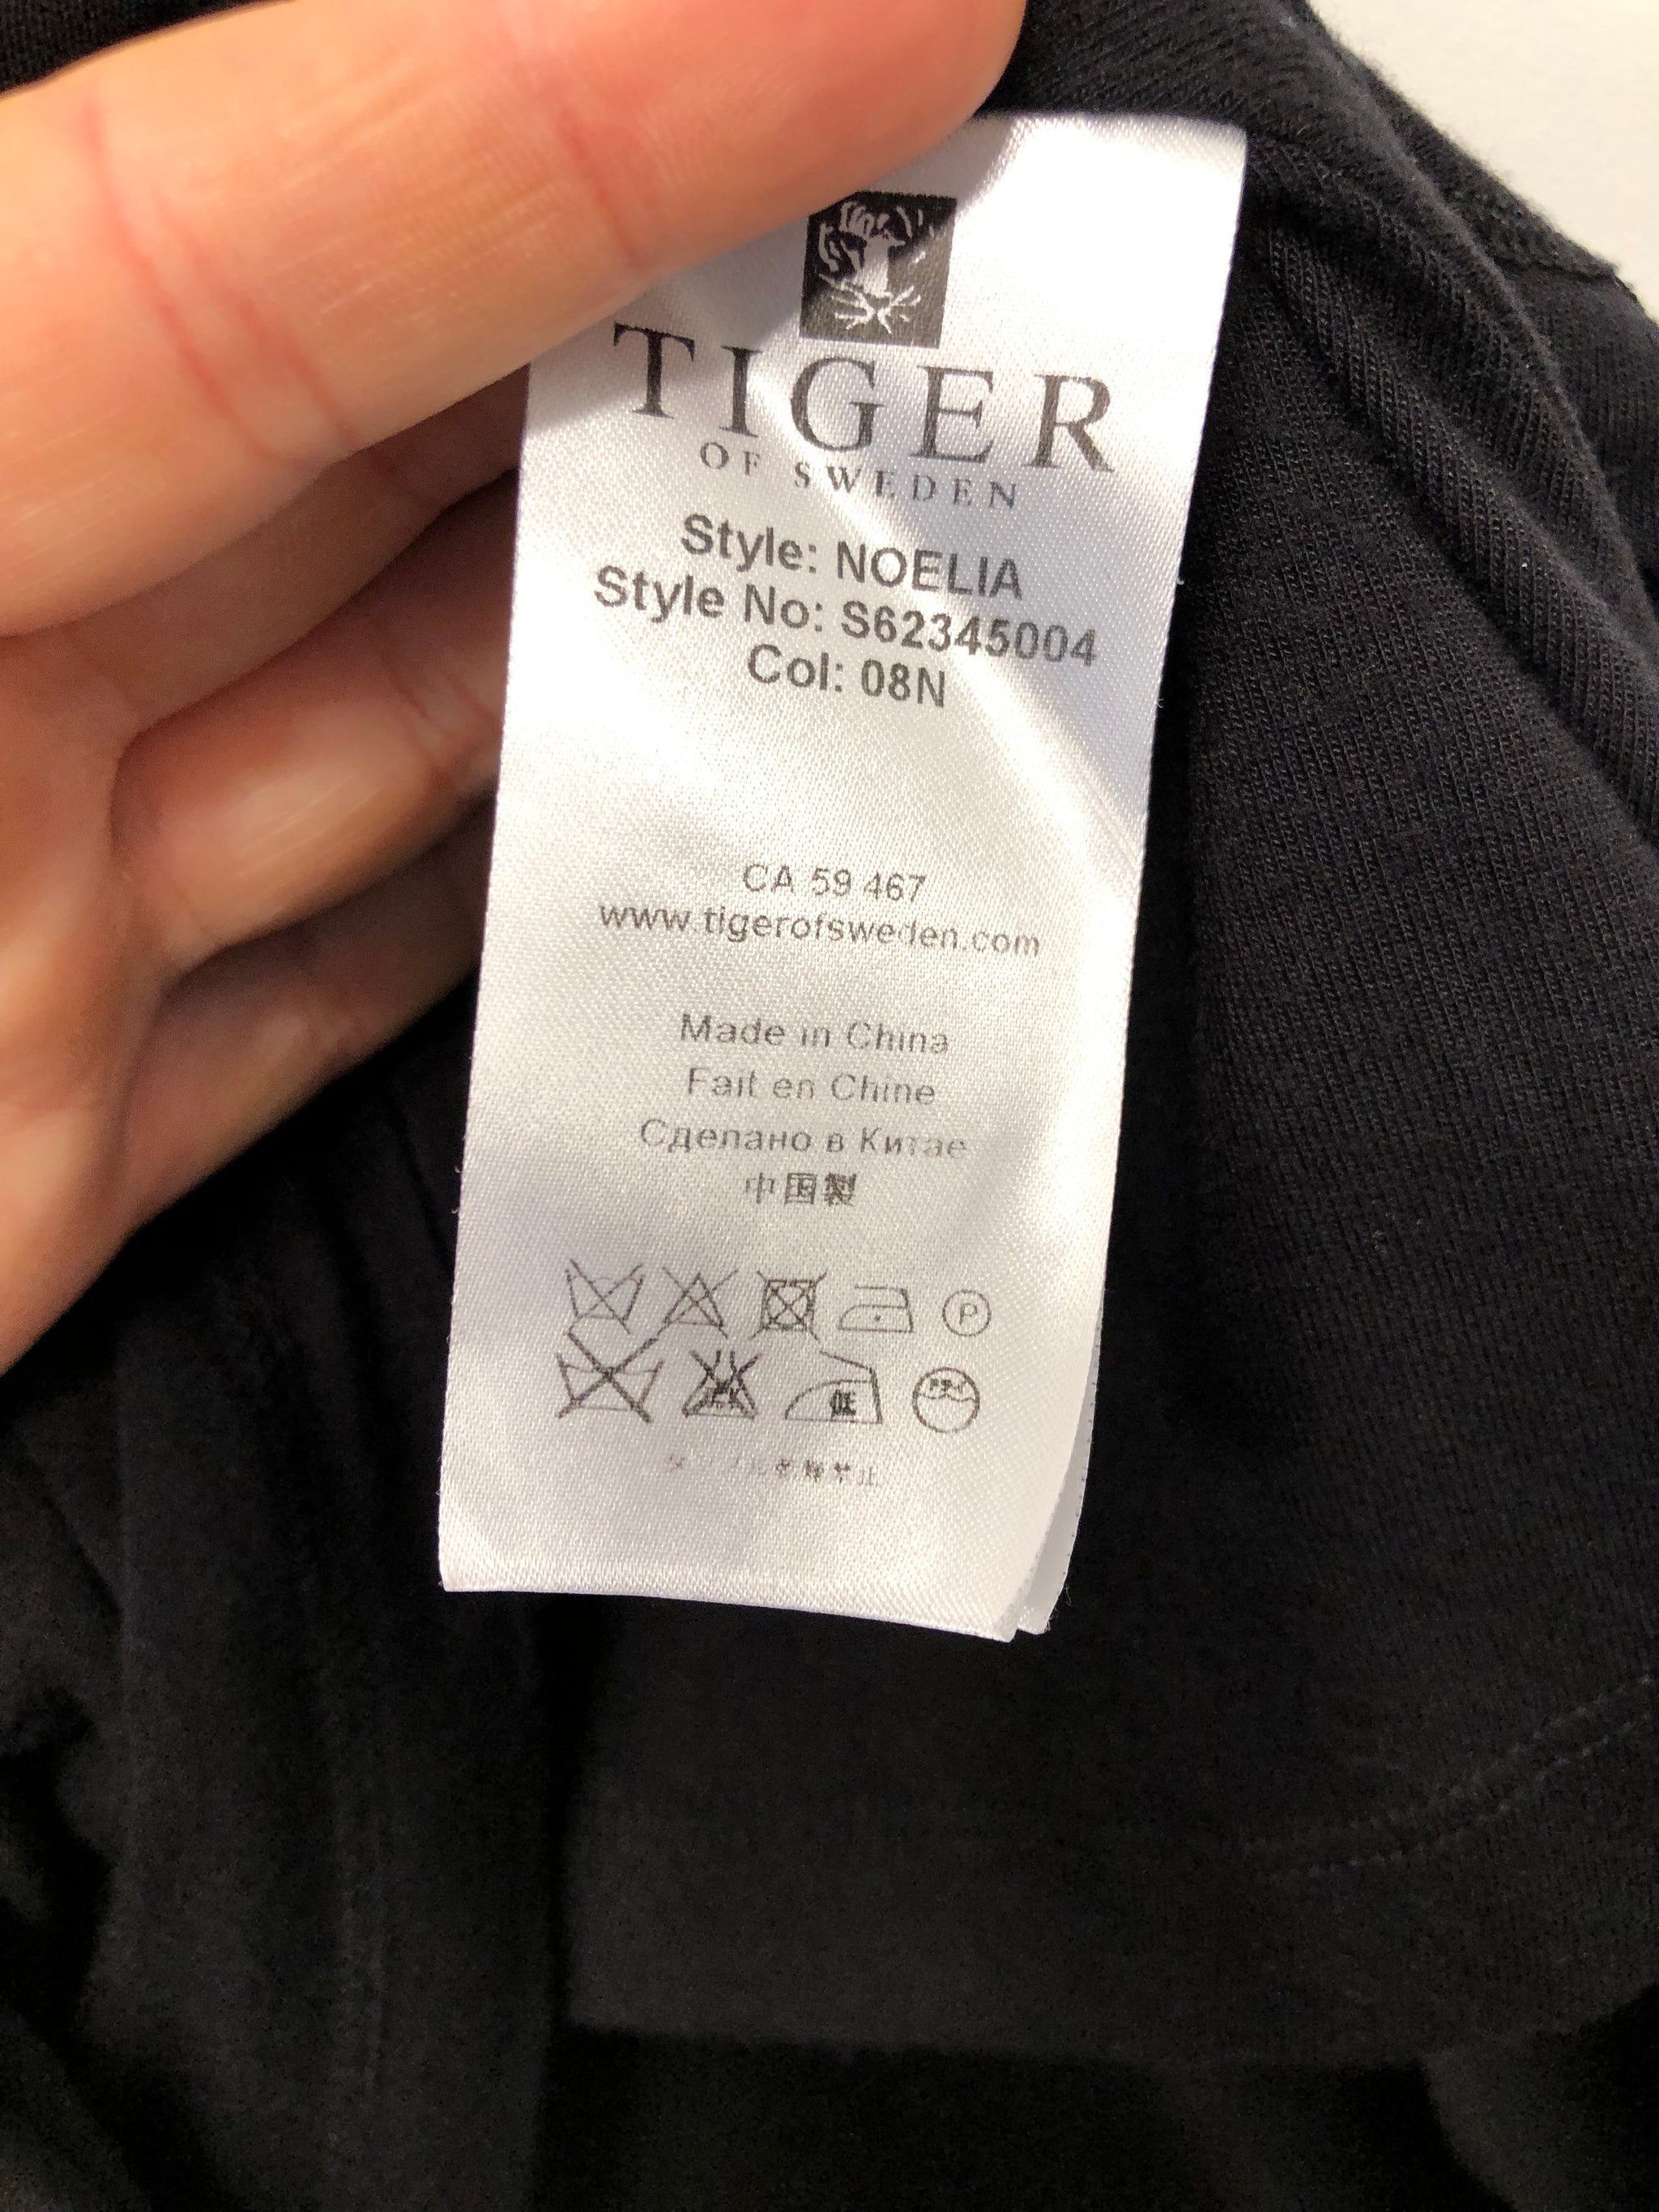 TIGER
OF SWEDEN
Style: NOELIA
Style No: S62345004
Col: 08N
CA 59 467
www.tigerofsweden.com
Made in China
Fait en Chine
Сделано в Китае
中国製
P
低